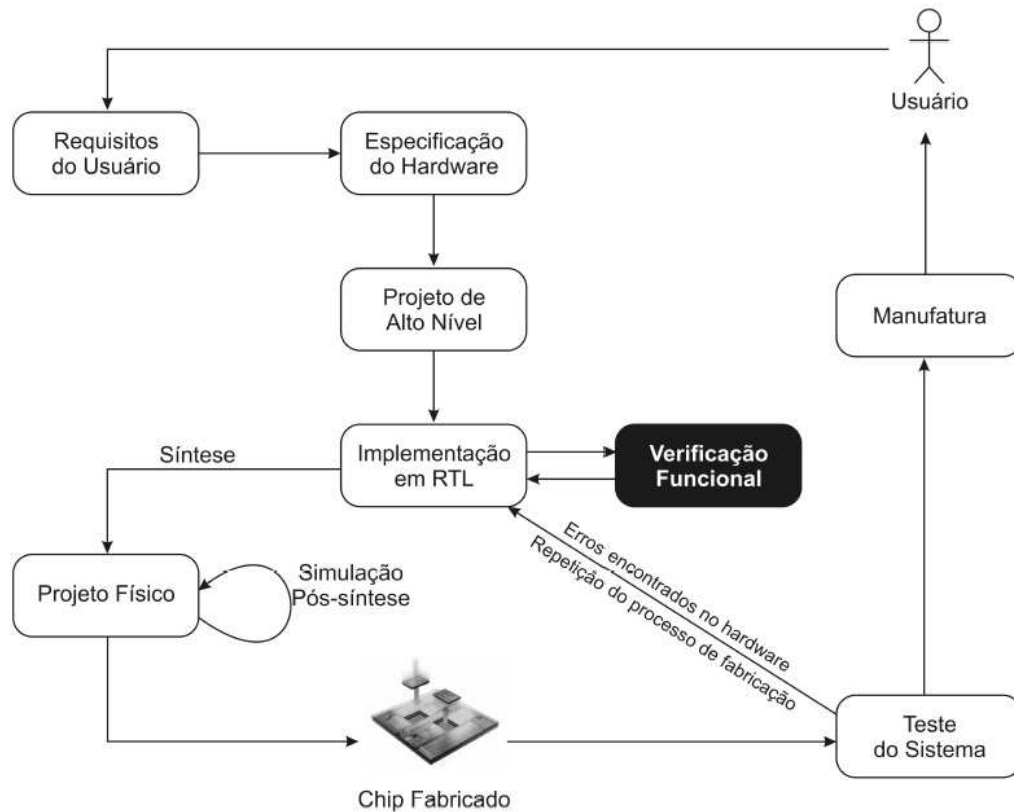 Usuário
Requisitos
do Usuário
Especificação
do Hardware
Projeto de
Alto Nível
Manufatura
Síntese
Implementação
em RTL
Verificação
Funcional
Erros encontrados no hardware
Repetição do processo de fabricação
Projeto Físico
Simulação
Pós-síntese
Teste
do Sistema
Chip Fabricado